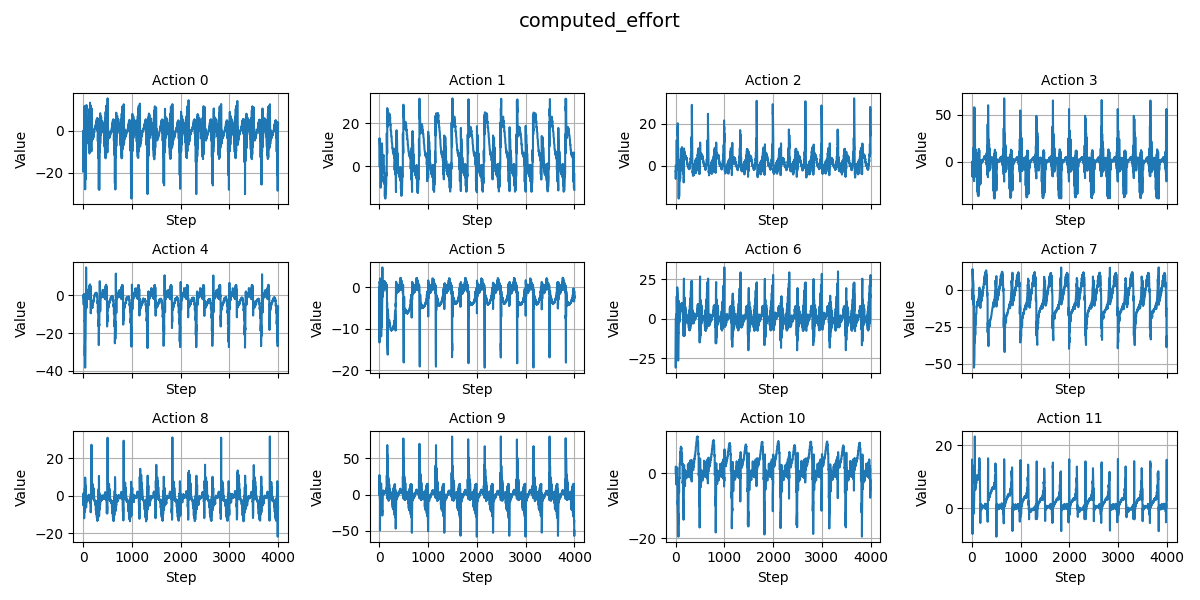 computed_effort
Action 0 Action 1 Action 2 Action 3
Value 0 −20 Value 20 0 Value 20 0 Value 50 0
Step Step Step Step
Action 4 Action 5 Action 6 Action 7
Value 0 −20 −40 Value 0 −10 −20 Value 25 0 −25 Value 0 −25 −50
Step Step Step Step
Action 8 Action 9 Action 10 Action 11
Value 20 0 −20 Value 50 0 −50 Value 0 −20 Value 20 0
0 1000 2000 3000 4000 0 1000 2000 3000 4000 0 1000 2000 3000 4000 0 1000 2000 3000 4000
Step Step Step Step